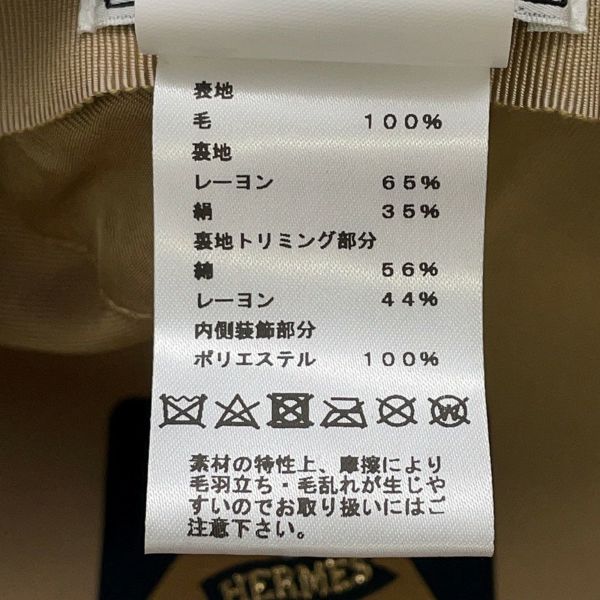 表地
毛 100%
裏地
レーヨン 65%
絹 35%
裏地トリミング部分
綿 56%
レーヨン 44%
内側装飾部分
ポリエステル 100%
W
素材の特性上、摩擦により
毛羽立ち・毛乱れが生じや
すいのでお取り扱いにはご
注意下さい。
HERMES